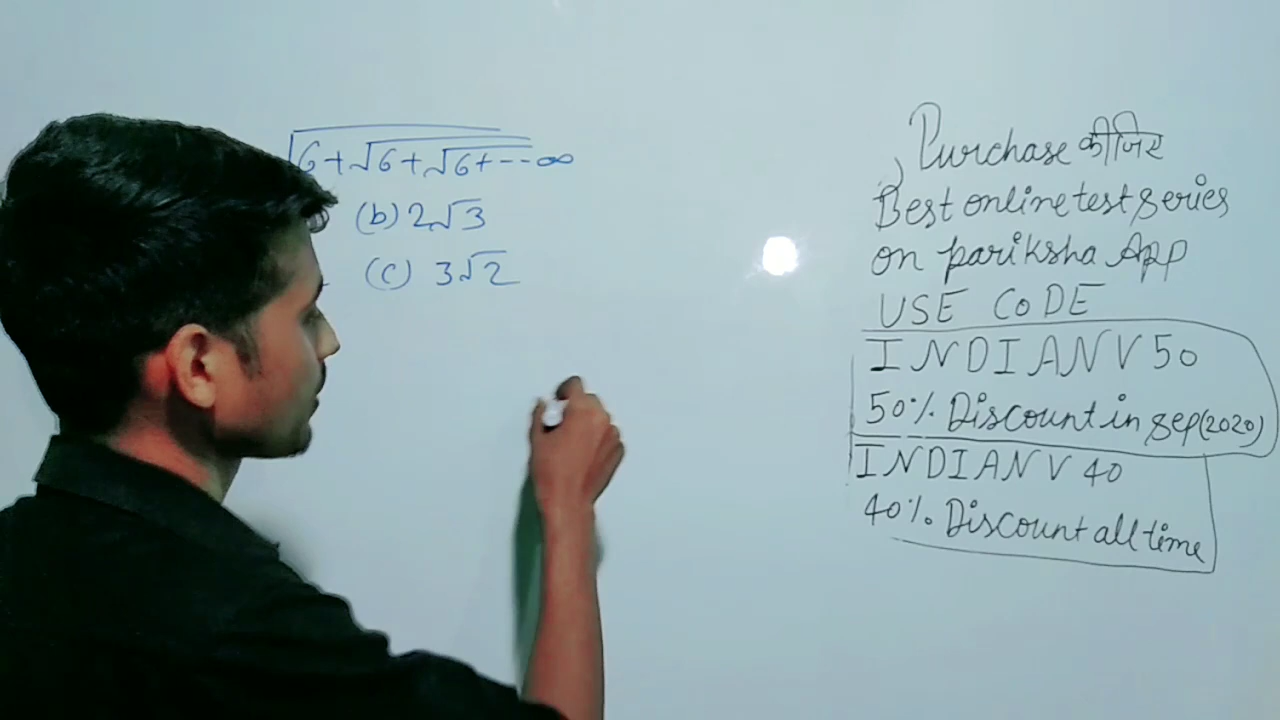 √6+√6+√6+---∞
(b) 2√3
(c) 3√2
, Purchase कीजिए
Best online test series
on pariksha App
USE CODE
INDIANV50
50% Discount in sep(2020)
INDIANV40
40% Discount all time